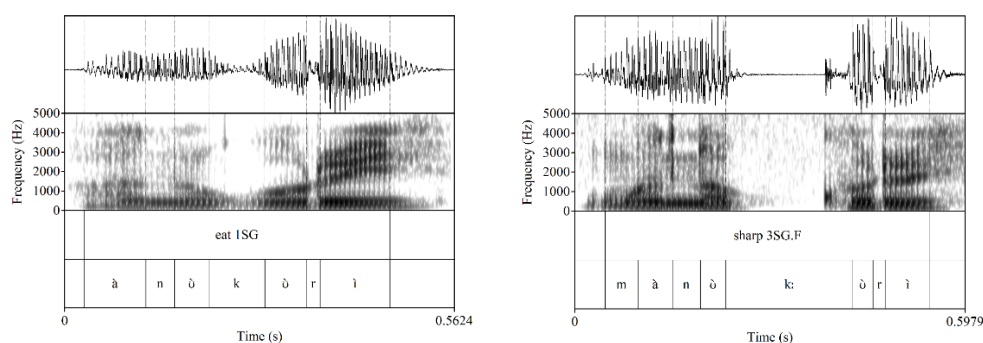 5000
4000
3000
2000
1000
0
Frequency (Hz)
eat 1SG
à n ò k ò r ì
0 0.5624
Time (s)
5000
4000
3000
2000
1000
0
Frequency (Hz)
sharp 3SG.F
m à n ò kː ò r ì
0 0.5979
Time (s)